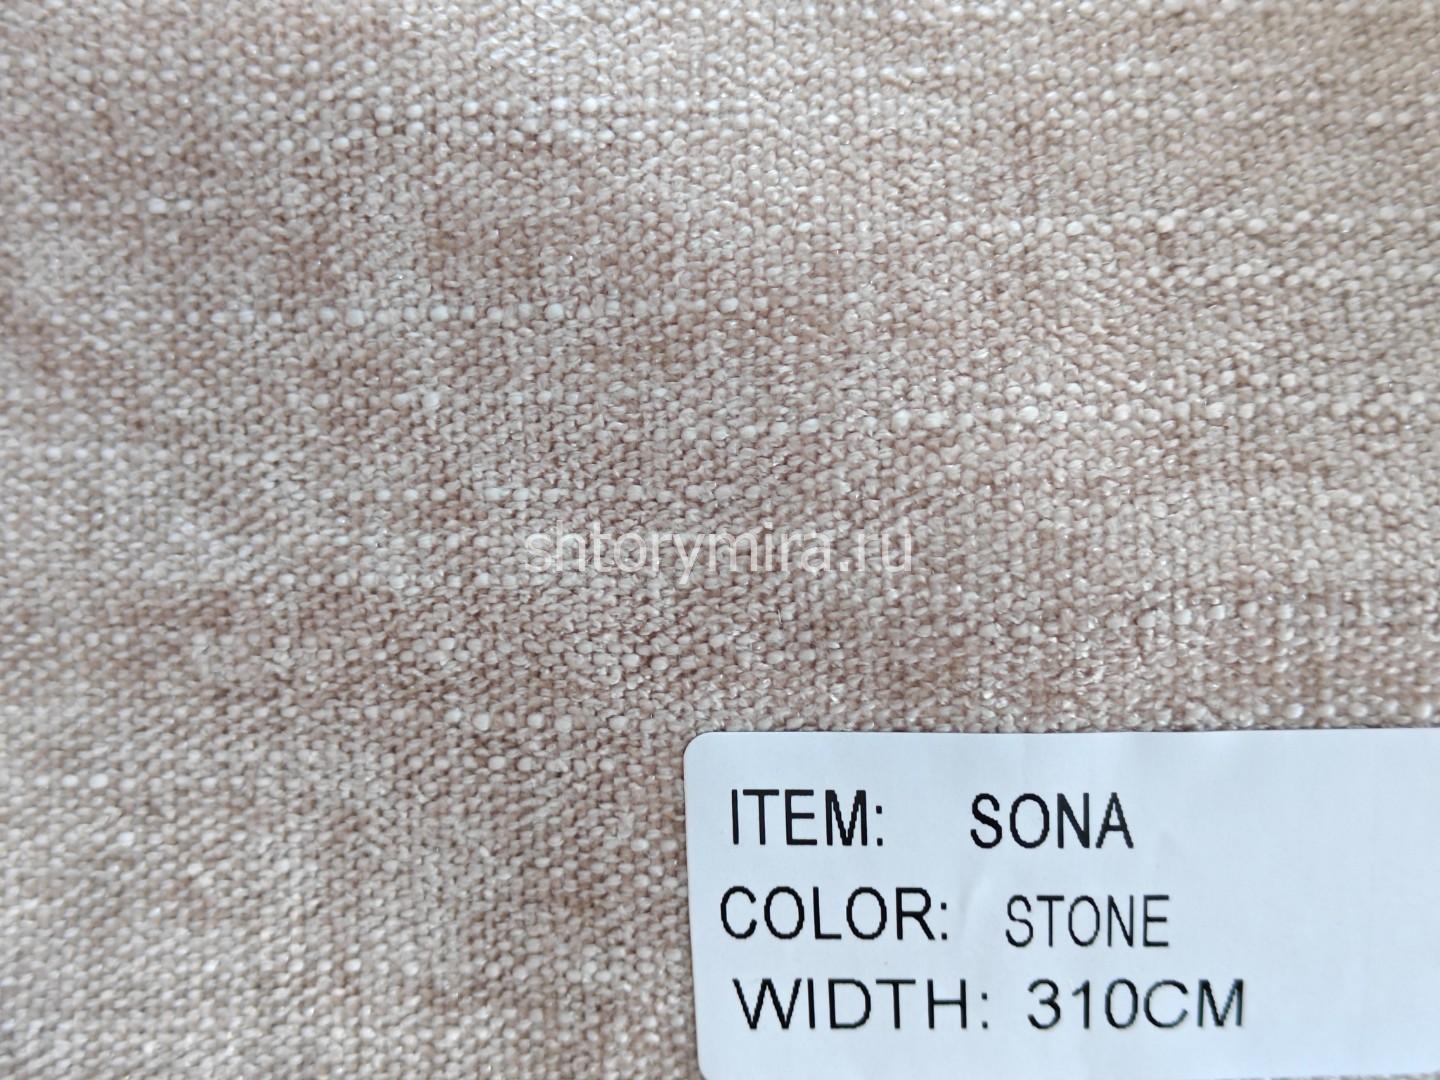 shtorymira.ru
ITEM: SONA
COLOR: STONE
WIDTH: 310CM